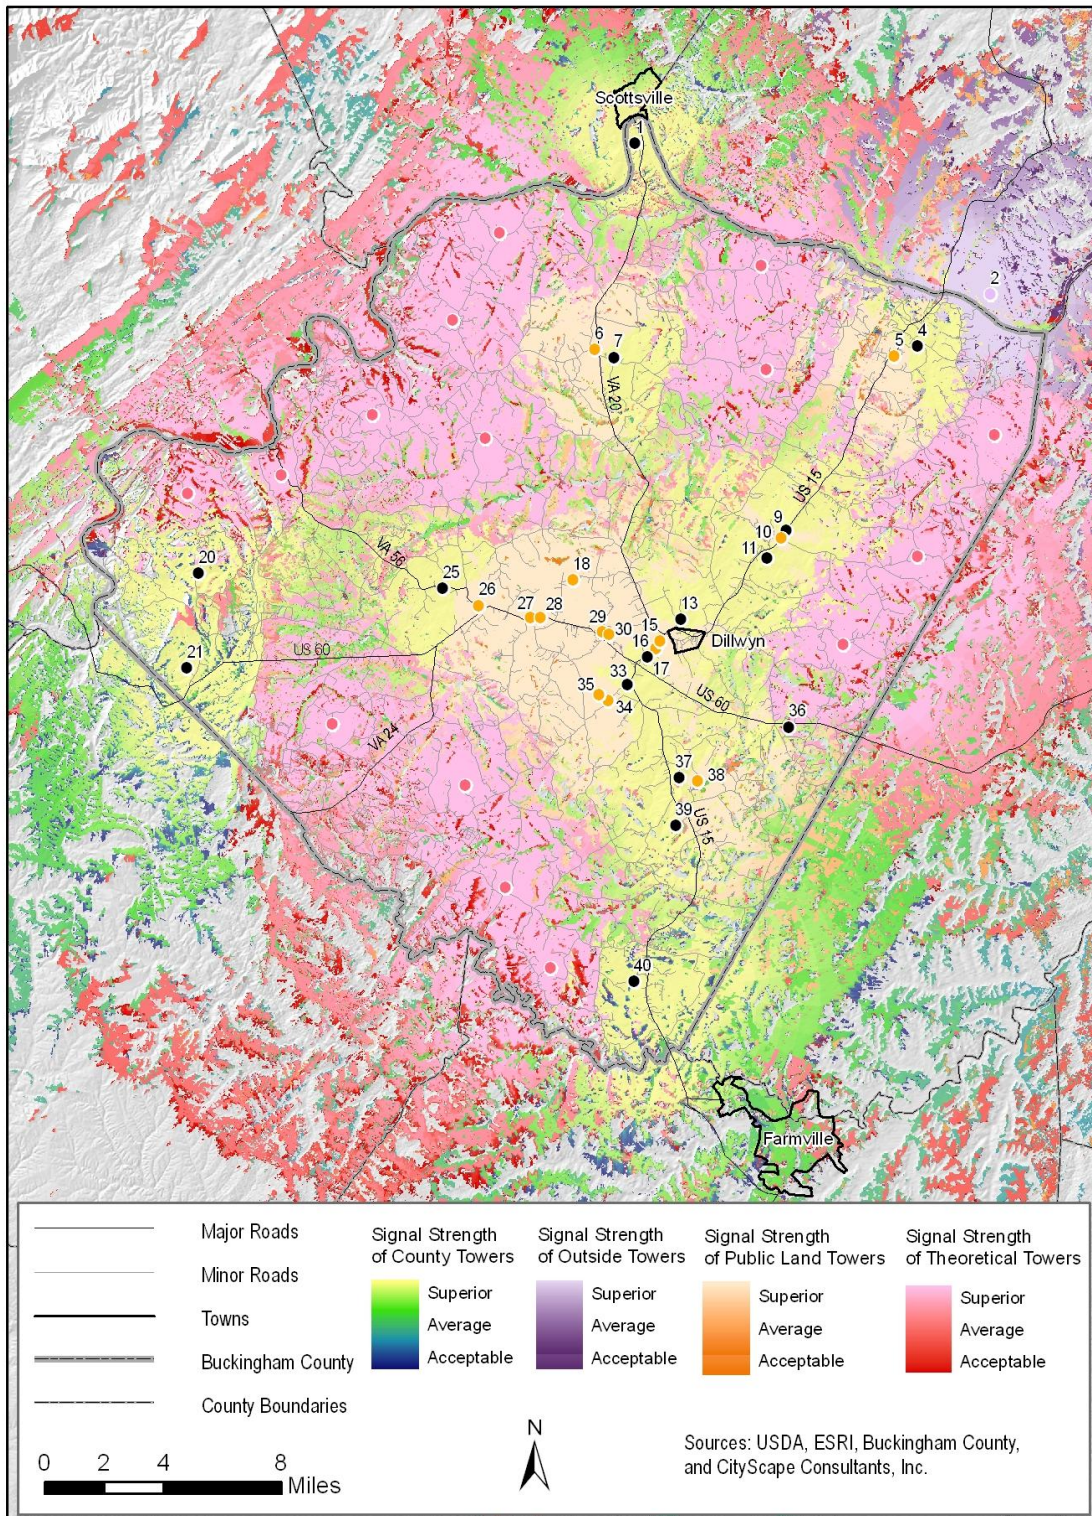 Scottsville
1
2
6
7
5
4
VA 20
US 15
9
10
11
20
VA 56
25
26
18
27
28
29
30
13
15
16
17
Dillwyn
21
US 60
33
35
34
US 60
36
VA 24
37
38
39
US 15
40
Farmville
Major Roads
Minor Roads
Towns
Buckingham County
County Boundaries
Signal Strength
of County Towers
Superior
Average
Acceptable
Signal Strength
of Outside Towers
Superior
Average
Acceptable
Signal Strength
of Public Land Towers
Superior
Average
Acceptable
Signal Strength
of Theoretical Towers
Superior
Average
Acceptable
0 2 4 8
Miles
N
Sources: USDA, ESRI, Buckingham County,
and CityScape Consultants, Inc.